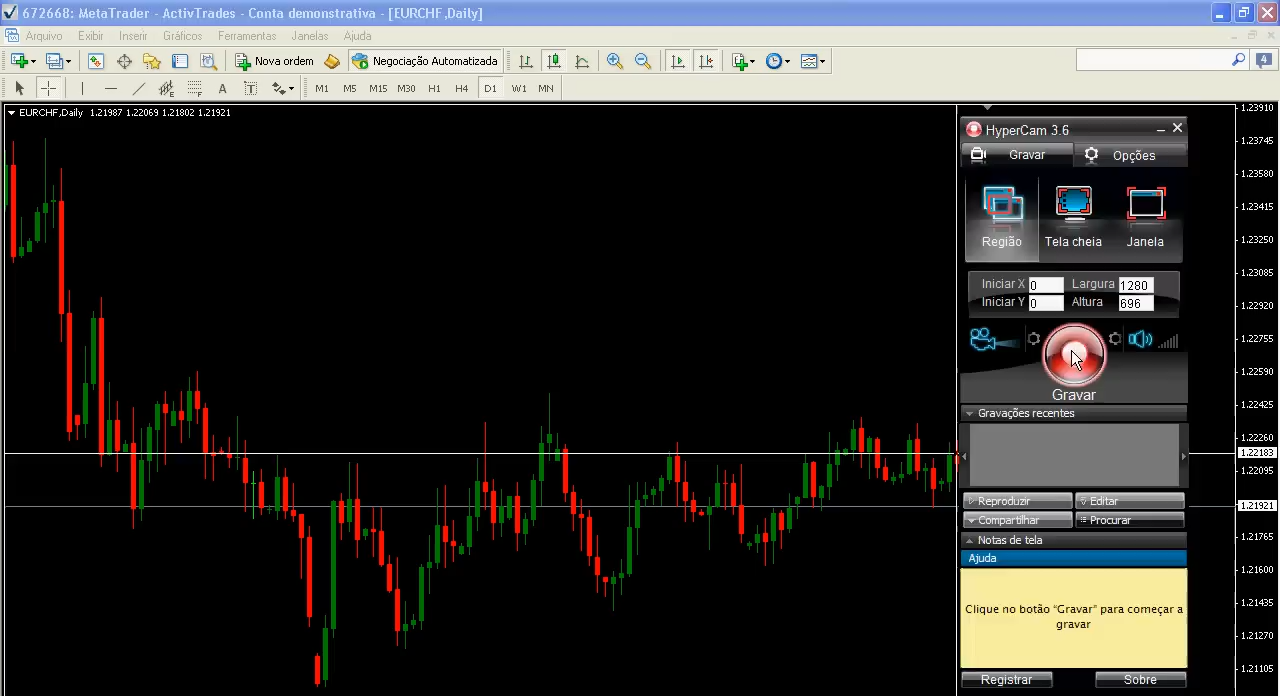 672668: MetaTrader - ActivTrades - Conta demonstrativa - [EURCHF,Daily]
Arquivo Exibir Inserir Gráficos Ferramentas Janelas Ajuda
Nova ordem Negociação Automatizada 4
E F A T M1 M5 M15 M30 H1 H4 D1 W1 MN
EURCHF,Daily 1.21987 1.22069 1.21802 1.21921
1.23910
1.23745
1.23580
1.23415
1.23250
1.23085
1.22920
1.22755
1.22590
1.22425
1.22260
1.22183
1.22095
1.21921
1.21765
1.21600
1.21435
1.21270
1.21105
HyperCam 3.6
Gravar Opções
Região Tela cheia Janela
Iniciar X 0 Largura 1280
Iniciar Y 0 Altura 696
Gravar
Gravações recentes
Reproduzir Editar
Compartilhar Procurar
Notas de tela
Ajuda
Clique no botão “Gravar” para começar a
gravar
Registrar Sobre